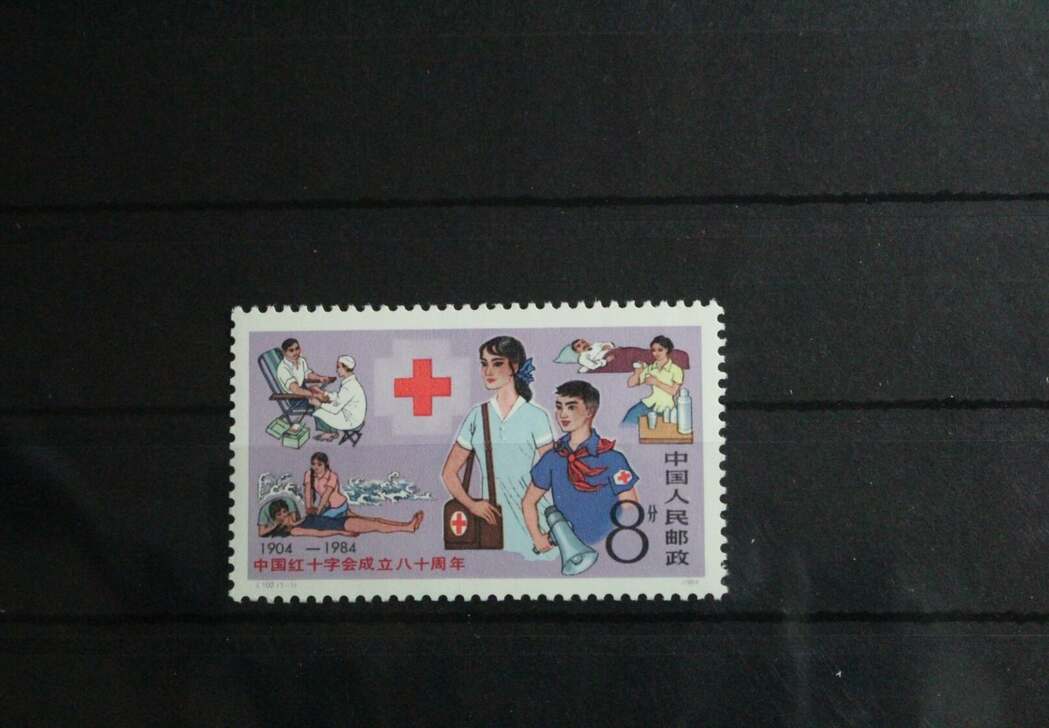 1904 — 1984
中国红十字会成立八十周年
8分
中国人民邮政